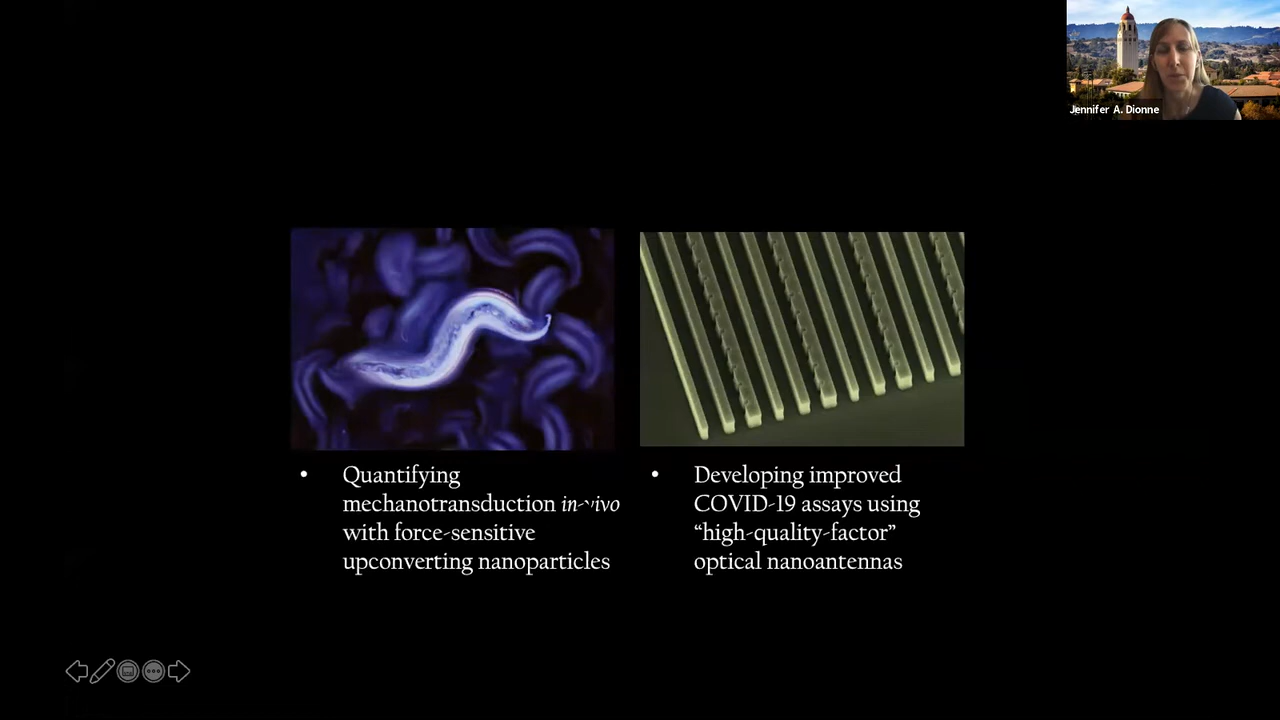 Jennifer A. Dionne
• Quantifying
mechanotransduction in-vivo
with force-sensitive
upconverting nanoparticles
• Developing improved
COVID-19 assays using
“high-quality-factor”
optical nanoantennas